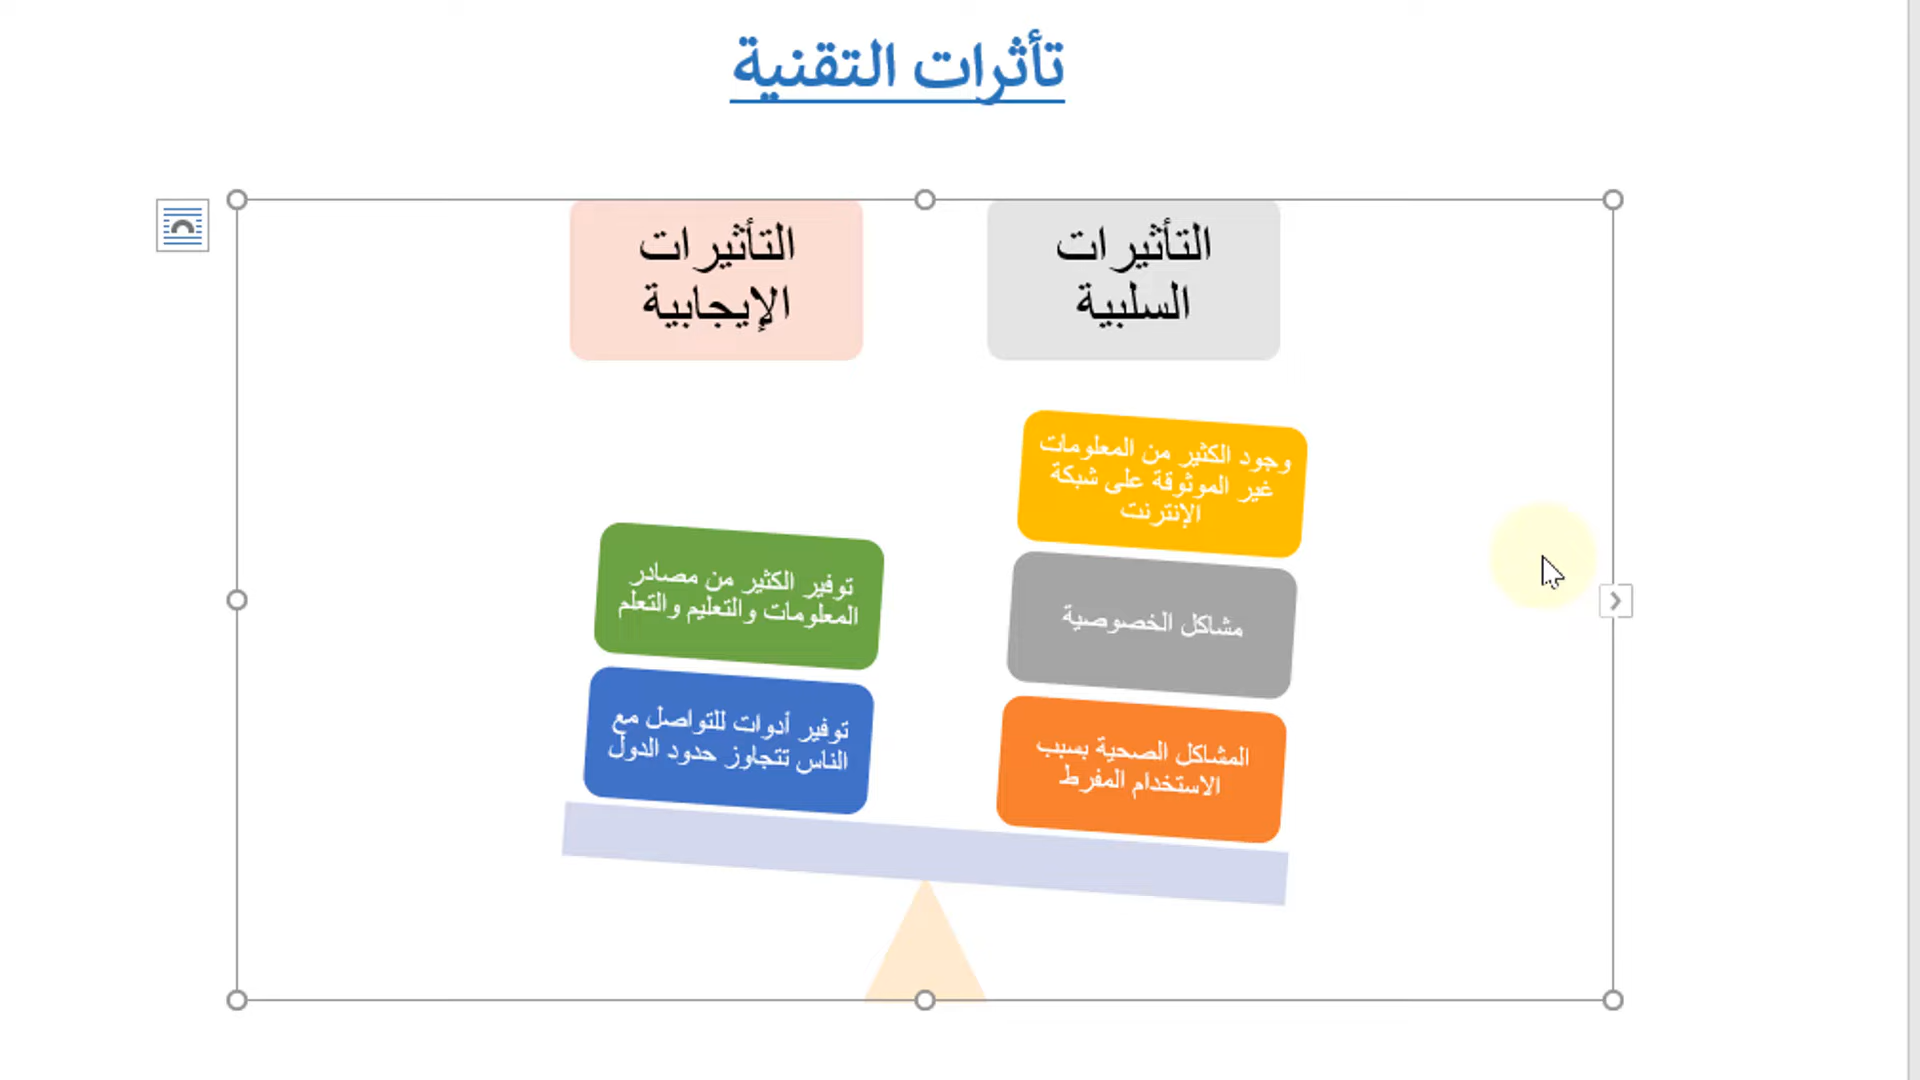 تأثرات التقنية
التأثيرات
السلبية
التأثيرات
الإيجابية
وجود الكثير من المعلومات
غير الموثوقة على شبكة
الإنترنت
مشاكل الخصوصية
المشاكل الصحية بسبب
الاستخدام المفرط
توفير الكثير من مصادر
المعلومات والتعليم والتعلم
توفير أدوات للتواصل مع
الناس تتجاوز حدود الدول